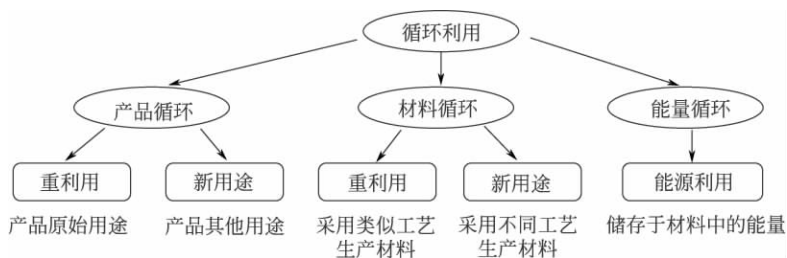 循环利用
产品循环
材料循环
能量循环
重利用
新用途
重利用
新用途
能源利用
产品原始用途
产品其他用途
采用类似工艺
生产材料
采用不同工艺
生产材料
储存于材料中的能量